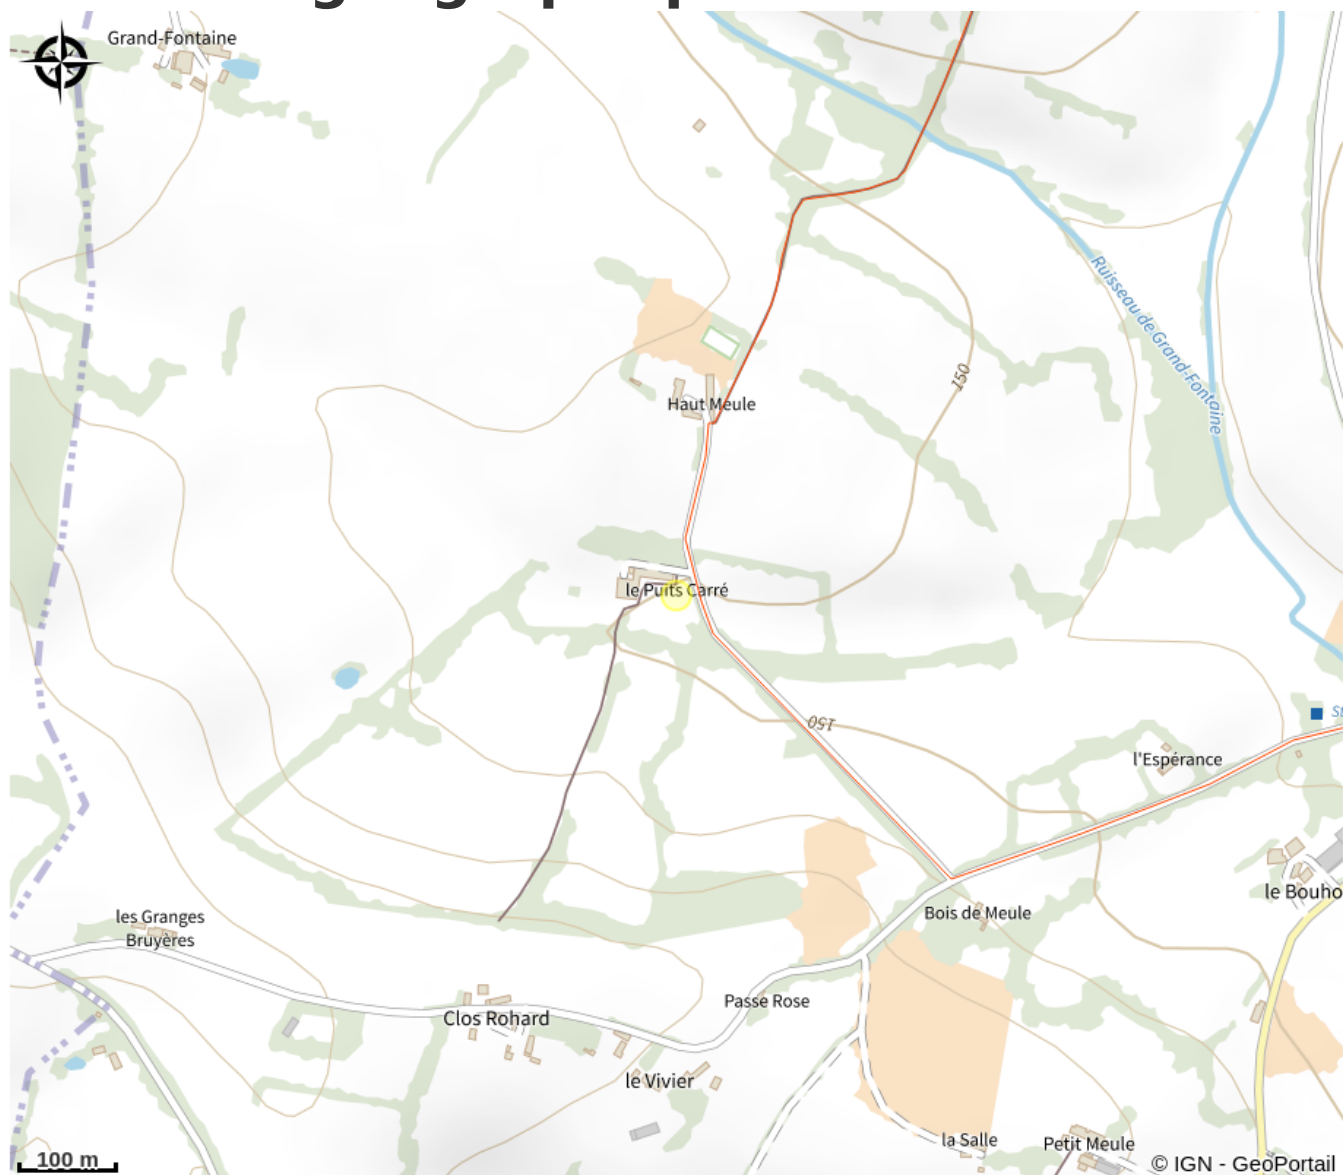 Grand-Fontaine
Ruisseau de Grand-Fontaine
150
Haut Meule
le Puits Carré
150
St
l'Espérance
le Bouho
les Granges
Bruyères
Bois de Meule
Passe Rose
Clos Rohard
le Vivier
la Salle
Petit Meule
100 m
© IGN - GeoPortail